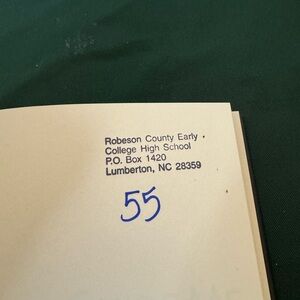 Robeson County Early
College High School
P.O. Box 1420
Lumberton, NC 28359
55